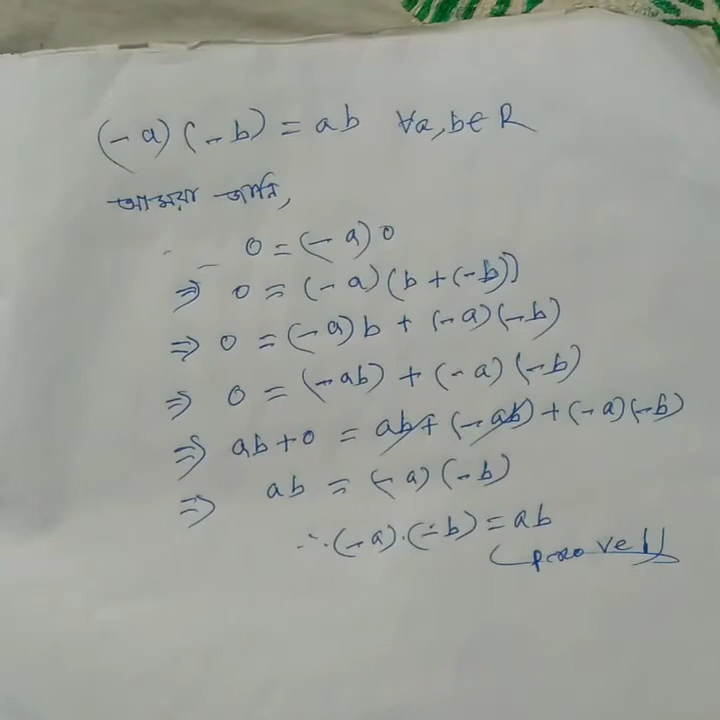 (-a)(-b) = ab ∀a, b∈ R
আমরা জানি,
0 = (-a)0
⇒ 0 = (-a)(b+(-b))
⇒ 0 = (-a)b + (-a)(-b)
⇒ 0 = (-ab) + (-a)(-b)
⇒ ab+0 = ab+(-ab)+(-a)(-b)
⇒ ab = (-a)(-b)
∴(-a).(-b) = ab
(proved)